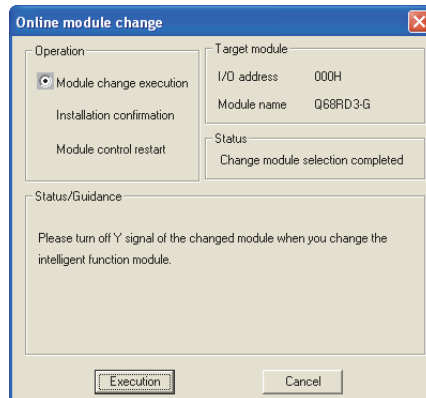 Online module change
Operation
Module change execution
Installation confirmation
Module control restart
Target module
I/O address 000H
Module name Q68RD3-G
Status
Change module selection completed
Status/Guidance
Please turn off Y signal of the changed module when you change the
intelligent function module.
Execution Cancel